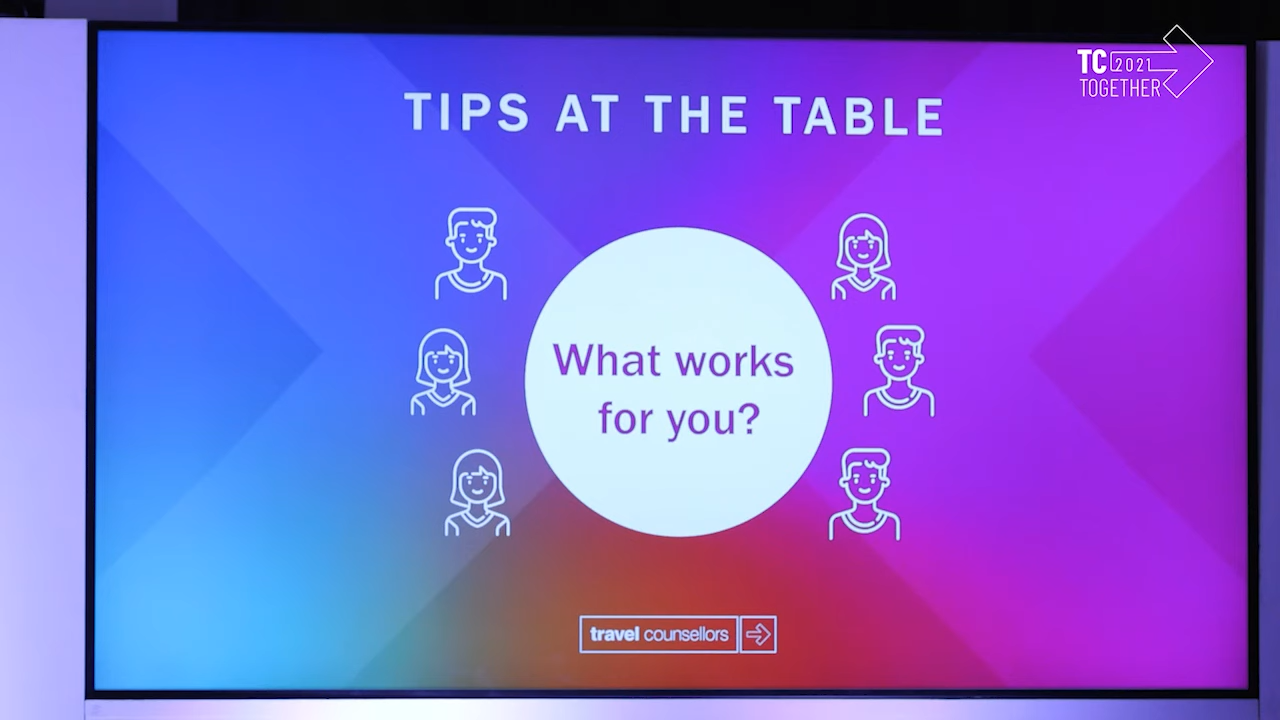 TC 2021
TOGETHER
TIPS AT THE TABLE
What works
for you?
travel counsellors